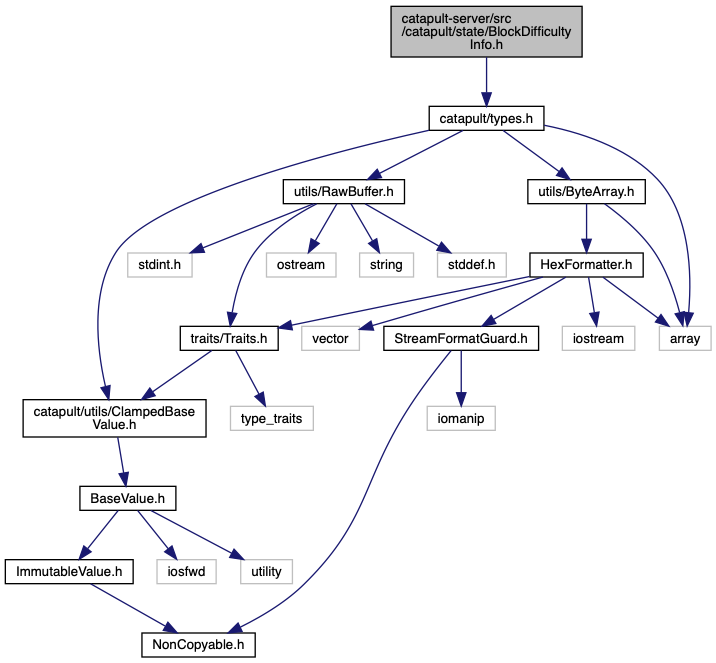 catapult-server/src
/catapult/state/BlockDifficulty
Info.h
catapult/types.h
utils/RawBuffer.h
utils/ByteArray.h
stdint.h
ostream
string
stddef.h
HexFormatter.h
traits/Traits.h
vector
StreamFormatGuard.h
iostream
array
catapult/utils/ClampedBase
Value.h
type_traits
iomanip
BaseValue.h
ImmutableValue.h
iosfwd
utility
NonCopyable.h